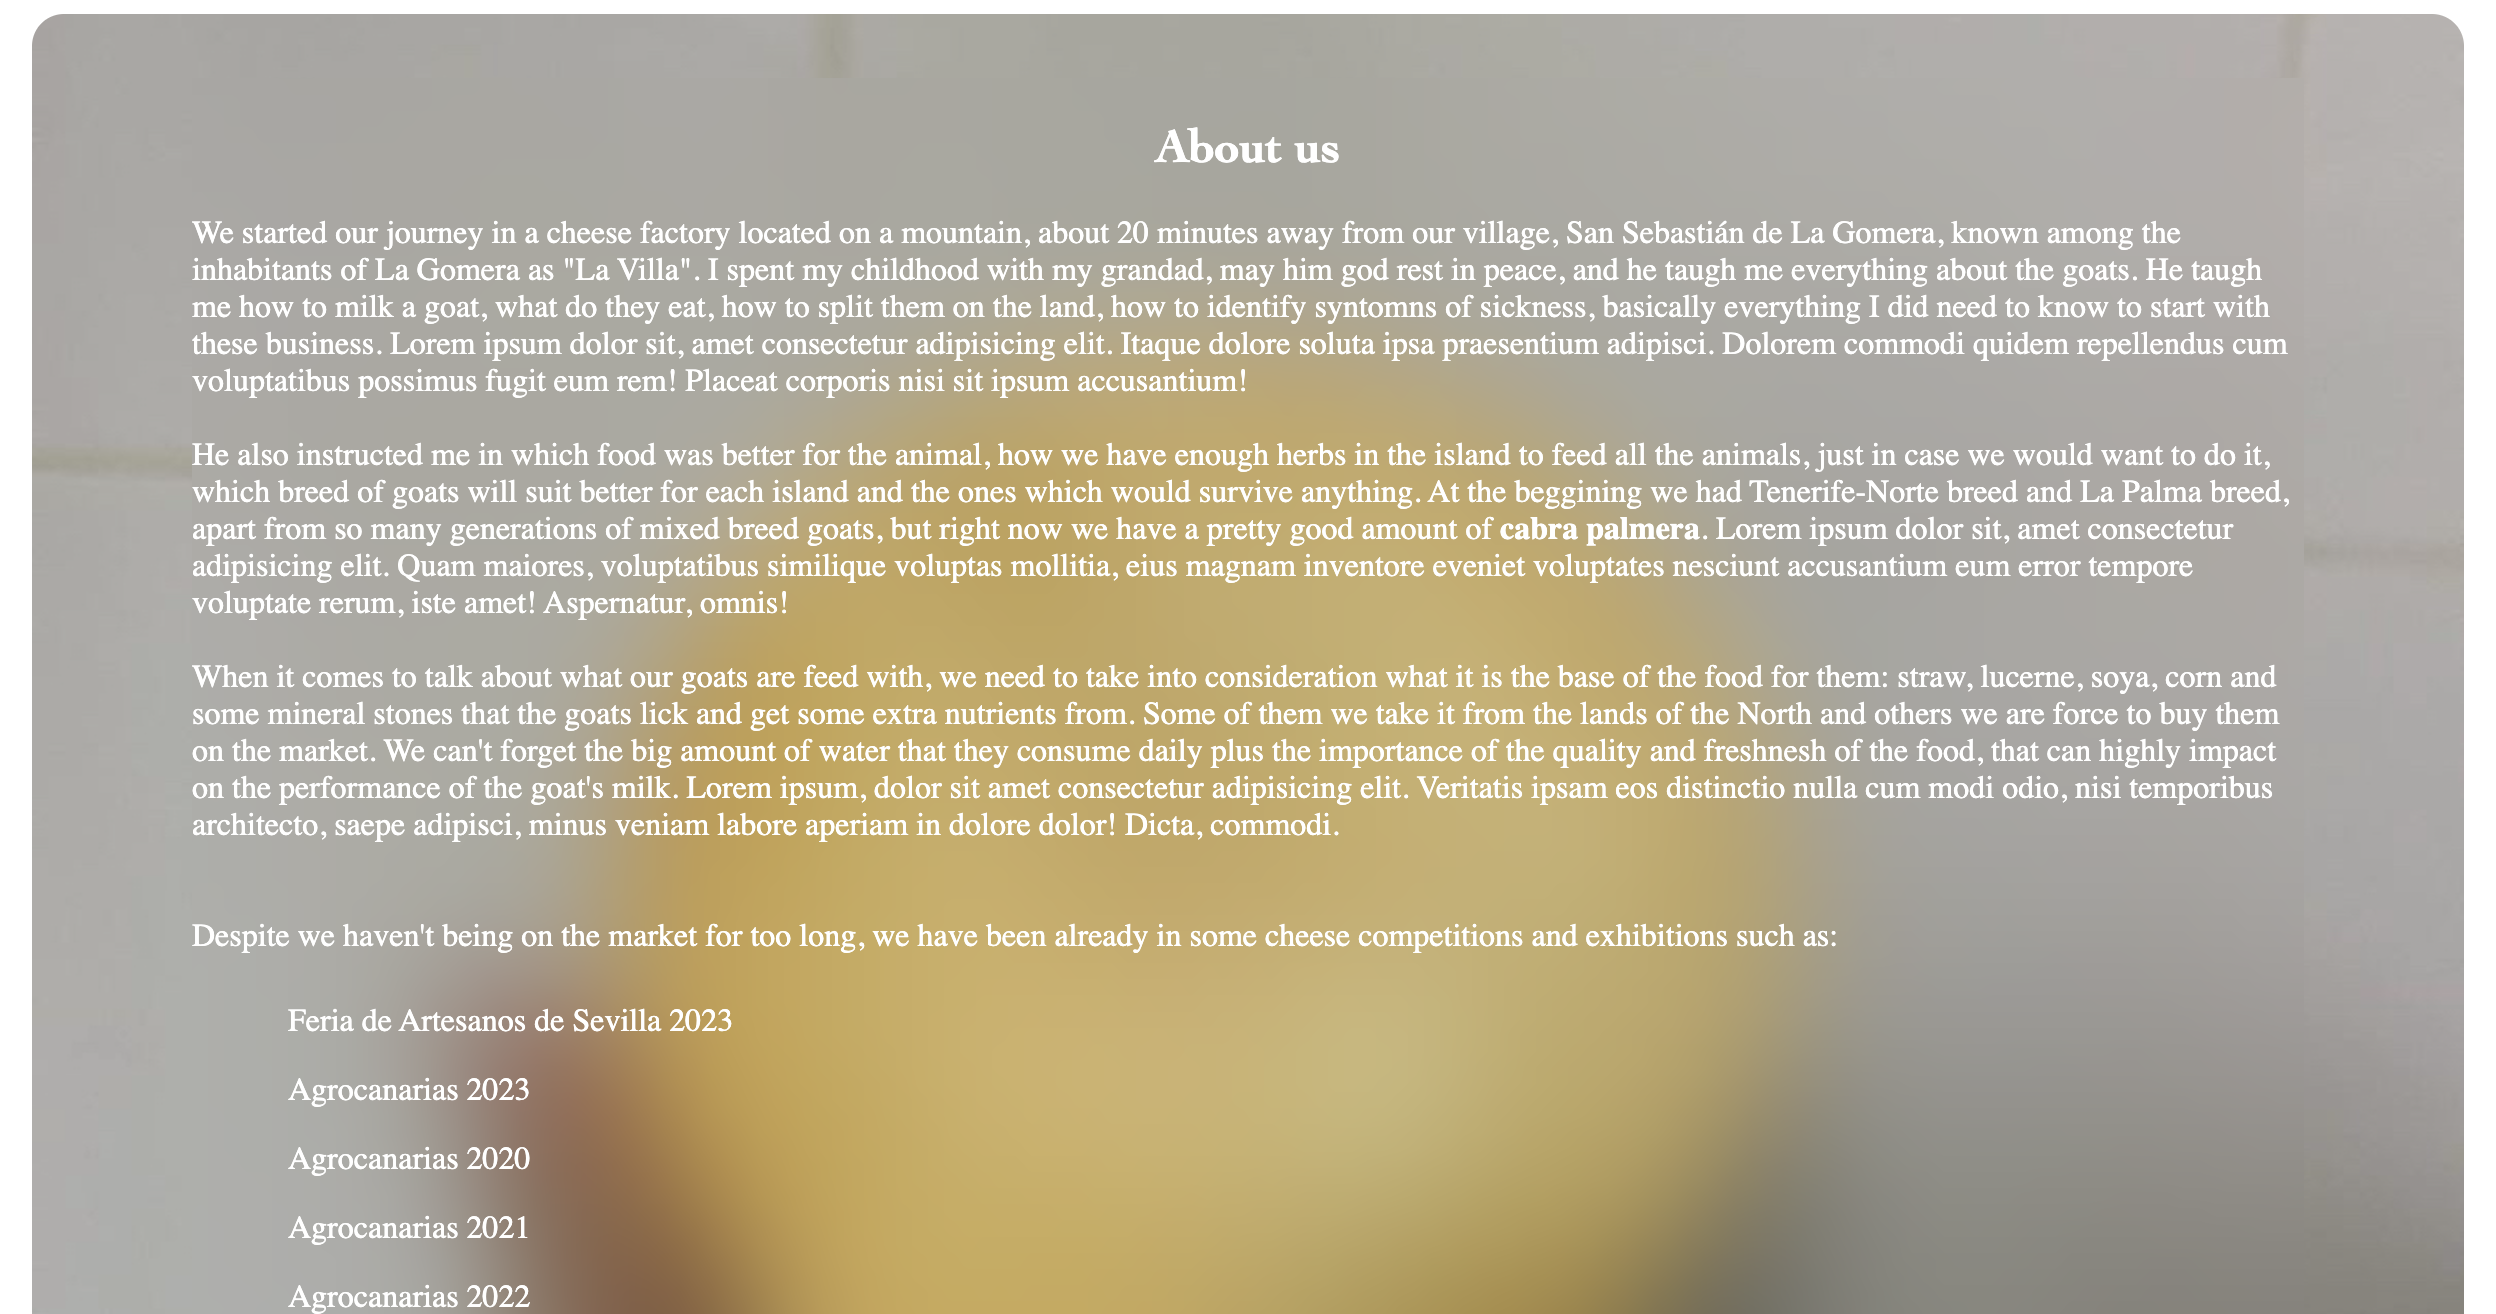 About us
We started our journey in a cheese factory located on a mountain, about 20 minutes away from our village, San Sebastián de La Gomera, known among the
inhabitants of La Gomera as "La Villa". I spent my childhood with my grandad, may him god rest in peace, and he taugh me everything about the goats. He taugh
me how to milk a goat, what do they eat, how to split them on the land, how to identify syntomns of sickness, basically everything I did need to know to start with
these business. Lorem ipsum dolor sit, amet consectetur adipisicing elit. Itaque dolore soluta ipsa praesentium adipisci. Dolorem commodi quidem repellendus cum
voluptatibus possimus fugit eum rem! Placeat corporis nisi sit ipsum accusantium!
He also instructed me in which food was better for the animal, how we have enough herbs in the island to feed all the animals, just in case we would want to do it,
which breed of goats will suit better for each island and the ones which would survive anything. At the beggining we had Tenerife-Norte breed and La Palma breed,
apart from so many generations of mixed breed goats, but right now we have a pretty good amount of cabra palmera. Lorem ipsum dolor sit, amet consectetur
adipisicing elit. Quam maiores, voluptatibus similique voluptas mollitia, eius magnam inventore eveniet voluptates nesciunt accusantium eum error tempore
voluptate rerum, iste amet! Aspernatur, omnis!
When it comes to talk about what our goats are feed with, we need to take into consideration what it is the base of the food for them: straw, lucerne, soya, corn and
some mineral stones that the goats lick and get some extra nutrients from. Some of them we take it from the lands of the North and others we are force to buy them
on the market. We can't forget the big amount of water that they consume daily plus the importance of the quality and freshnesh of the food, that can highly impact
on the performance of the goat's milk. Lorem ipsum, dolor sit amet consectetur adipisicing elit. Veritatis ipsam eos distinctio nulla cum modi odio, nisi temporibus
architecto, saepe adipisci, minus veniam labore aperiam in dolore dolor! Dicta, commodi.
Despite we haven't being on the market for too long, we have been already in some cheese competitions and exhibitions such as:
Feria de Artesanos de Sevilla 2023
Agrocanarias 2023
Agrocanarias 2020
Agrocanarias 2021
Agrocanarias 2022